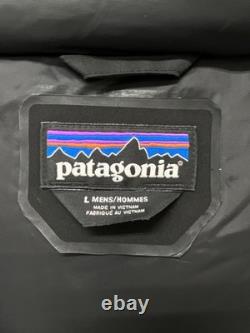 patagonia
L MENS/HOMMES
MADE IN VIETNAM
FABRIQUÉ AU VIETNAM